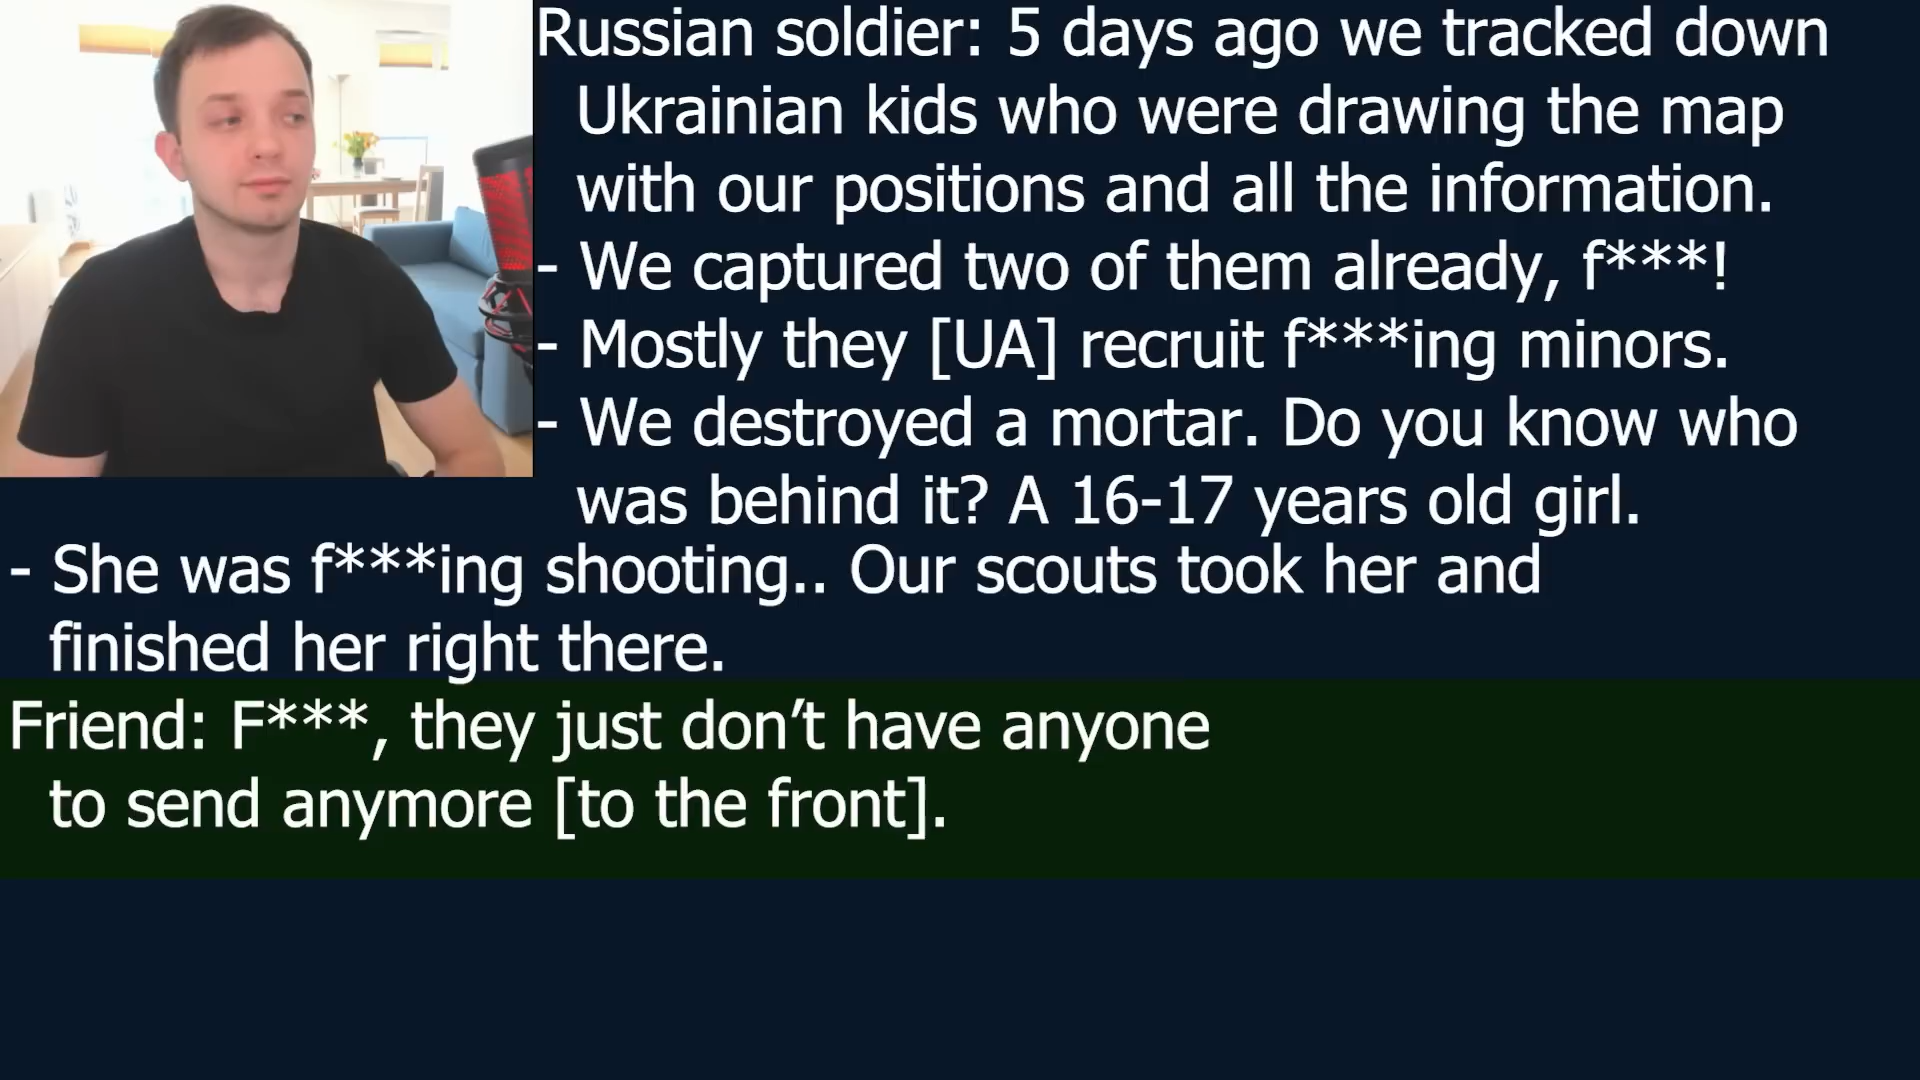 Russian soldier: 5 days ago we tracked down
Ukrainian kids who were drawing the map
with our positions and all the information.
- We captured two of them already, f***!
- Mostly they [UA] recruit f***ing minors.
- We destroyed a mortar. Do you know who
was behind it? A 16-17 years old girl.
- She was f***ing shooting.. Our scouts took her and
finished her right there.
Friend: F***, they just don’t have anyone
to send anymore [to the front].